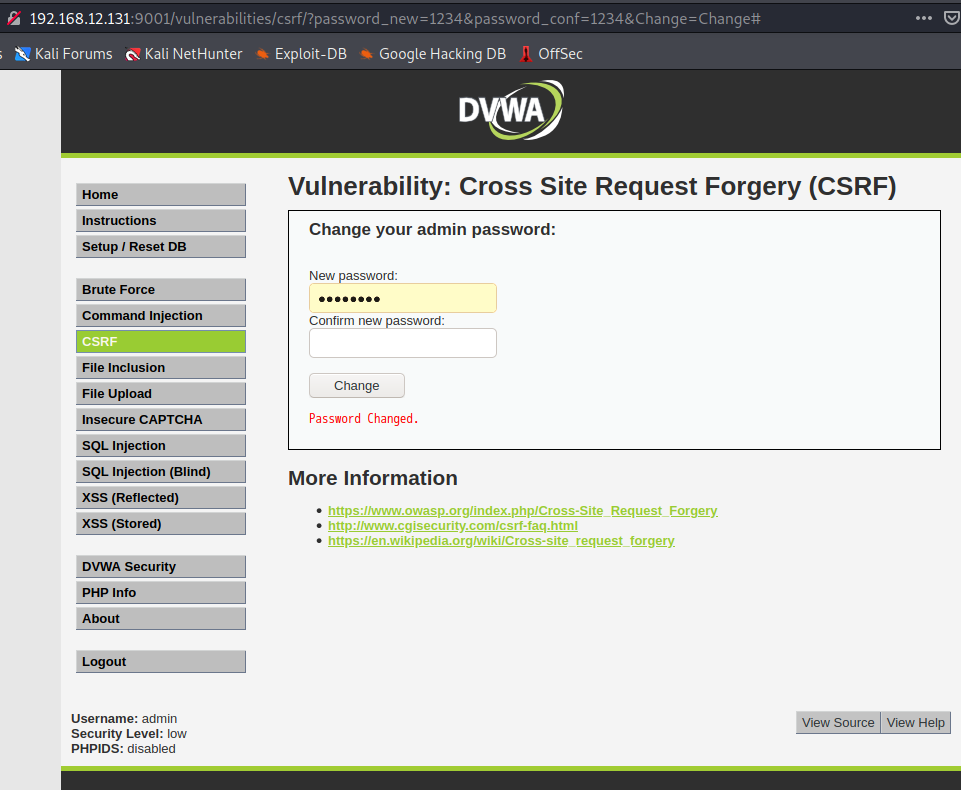 192.168.12.131:9001/vulnerabilities/csrf/?password_new=1234&password_conf=1234&Change=Change#
s Kali Forums Kali NetHunter Exploit-DB Google Hacking DB OffSec
DVWA
Home
Instructions
Setup / Reset DB
Brute Force
Command Injection
CSRF
File Inclusion
File Upload
Insecure CAPTCHA
SQL Injection
SQL Injection (Blind)
XSS (Reflected)
XSS (Stored)
DVWA Security
PHP Info
About
Logout
Vulnerability: Cross Site Request Forgery (CSRF)
Change your admin password:
New password:
••••••••
Confirm new password:
Change
Password Changed.
More Information
• https://www.owasp.org/index.php/Cross-Site_Request_Forgery
• http://www.cgisecurity.com/csrf-faq.html
• https://en.wikipedia.org/wiki/Cross-site_request_forgery
Username: admin
Security Level: low
PHPIDS: disabled
View Source View Help